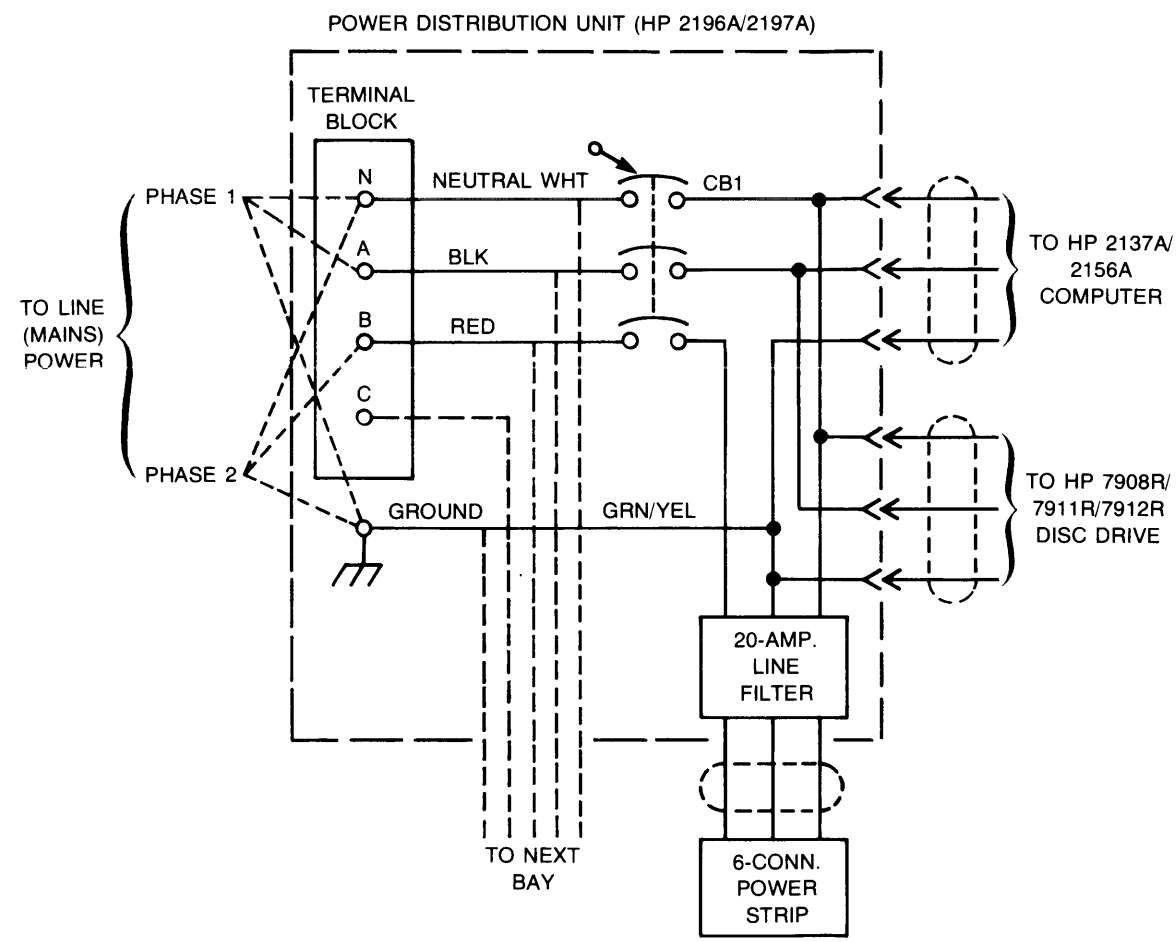 POWER DISTRIBUTION UNIT (HP 2196A/2197A)
TERMINAL
BLOCK
N
NEUTRAL WHT
CB1
PHASE 1
A
BLK
TO HP 2137A/
2156A
COMPUTER
TO LINE
(MAINS)
POWER
B
RED
C
PHASE 2
GROUND
GRN/YEL
TO HP 7908R/
7911R/7912R
DISC DRIVE
20-AMP.
LINE
FILTER
TO NEXT
BAY
6-CONN.
POWER
STRIP